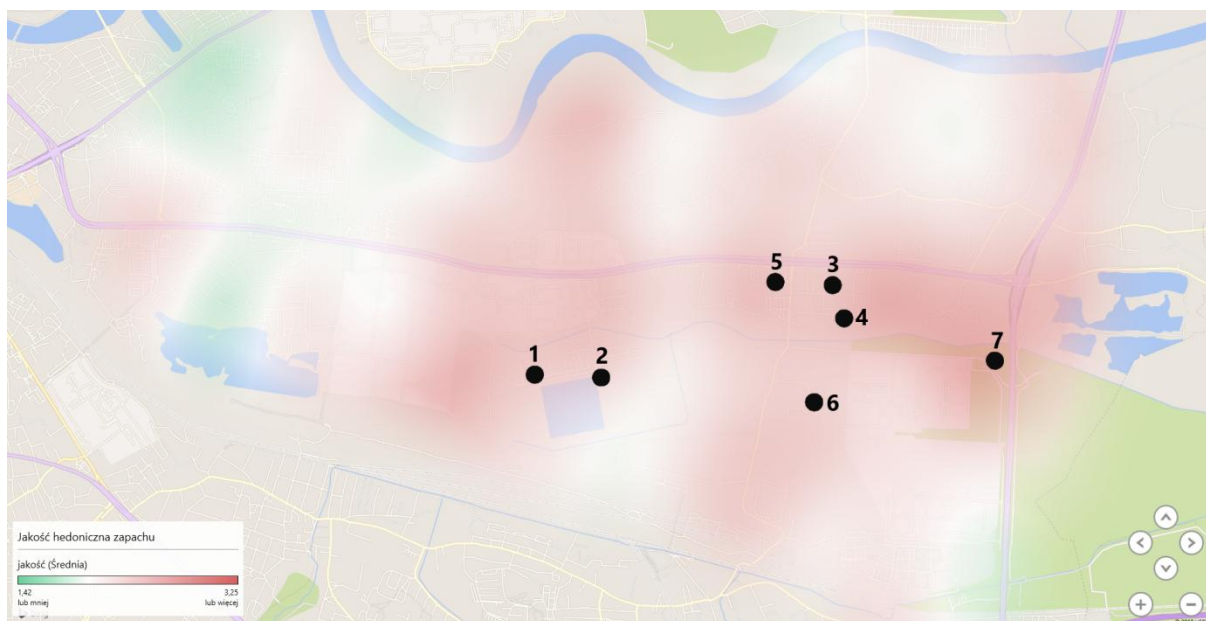 5
3
4
1
2
7
6
Jakość hedoniczna zapachu
jakość (Średnia)
1,42
3,25
lub mniej
lub więcej